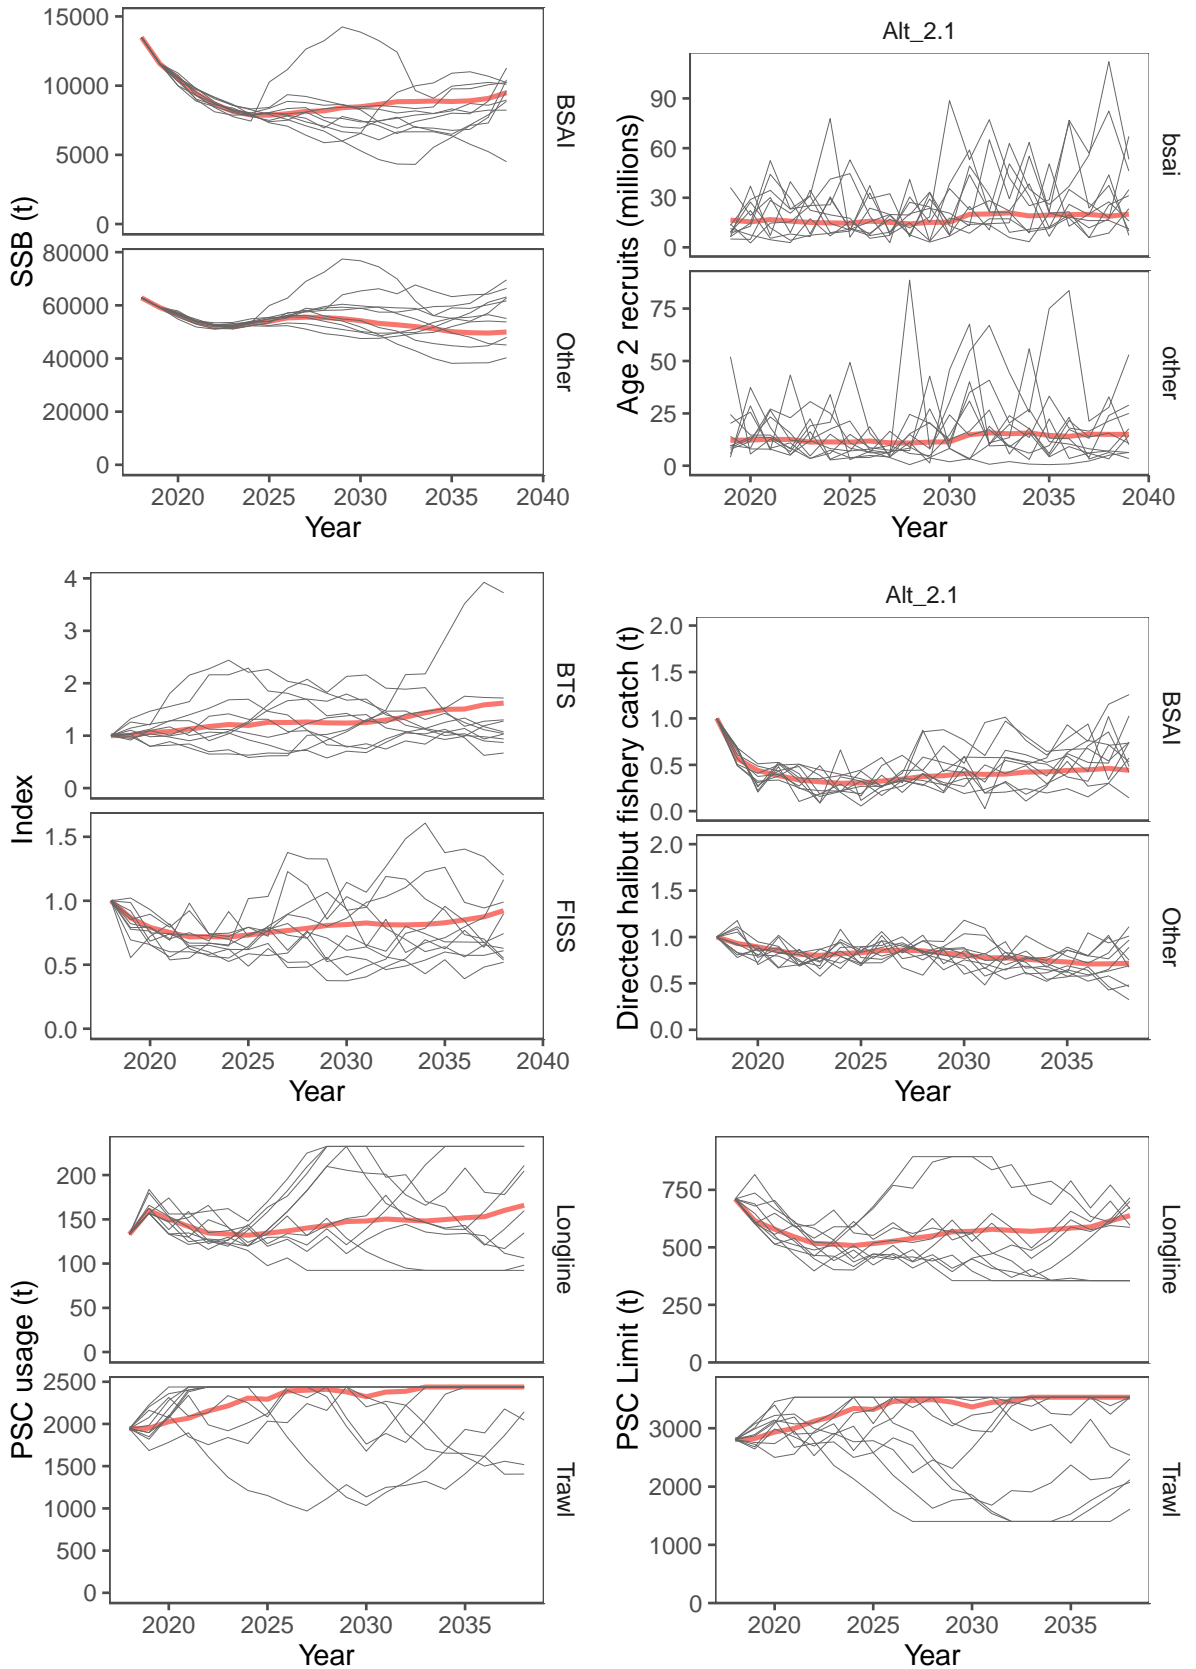 SSB (t)
15000
10000
5000
0
BSAI
80000
60000
40000
20000
0
Other
2020 2025 2030 2035 2040
Year
Alt_2.1
Age 2 recruits (millions)
90
60
30
0
bsai
75
50
25
0
other
2020 2025 2030 2035 2040
Year
Index
4
3
2
1
0
BTS
1.5
1.0
0.5
0.0
FISS
2020 2025 2030 2035 2040
Year
Alt_2.1
Directed halibut fishery catch (t)
2.0
1.5
1.0
0.5
0.0
BSAI
2.0
1.5
1.0
0.5
0.0
Other
2020 2025 2030 2035
Year
PSC usage (t)
200
150
100
50
0
Longline
2500
2000
1500
1000
500
0
Trawl
2020 2025 2030 2035
Year
PSC Limit (t)
750
500
250
0
Longline
3000
2000
1000
0
Trawl
2020 2025 2030 2035
Year